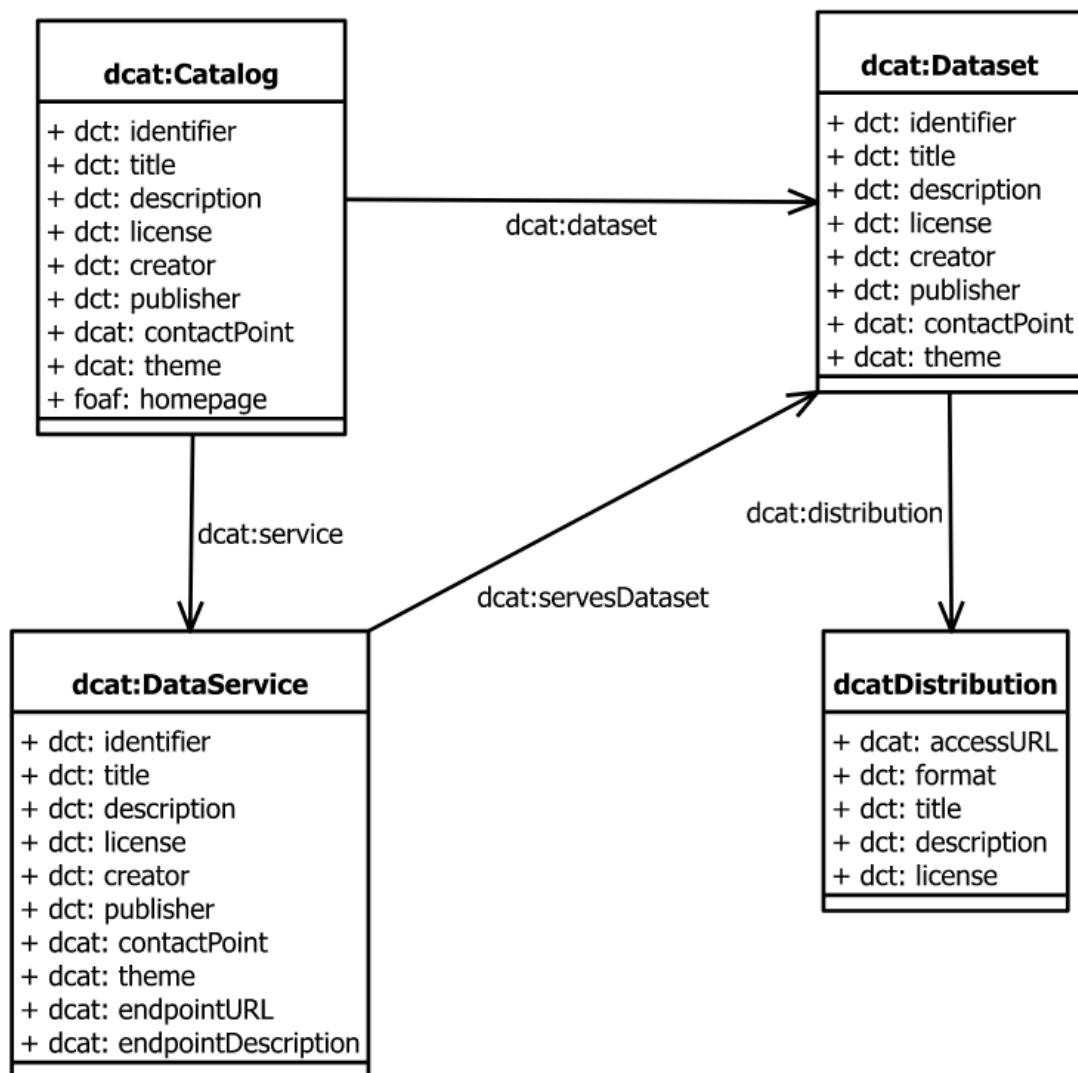 dcat:Catalog
+ dct: identifier
+ dct: title
+ dct: description
+ dct: license
+ dct: creator
+ dct: publisher
+ dcat: contactPoint
+ dcat: theme
+ foaf: homepage
dcat:dataset
dcat:Dataset
+ dct: identifier
+ dct: title
+ dct: description
+ dct: license
+ dct: creator
+ dct: publisher
+ dcat: contactPoint
+ dcat: theme
dcat:service
dcat:servesDataset
dcat:distribution
dcat:DataService
+ dct: identifier
+ dct: title
+ dct: description
+ dct: license
+ dct: creator
+ dct: publisher
+ dcat: contactPoint
+ dcat: theme
+ dcat: endpointURL
+ dcat: endpointDescription
dcatDistribution
+ dcat: accessURL
+ dct: format
+ dct: title
+ dct: description
+ dct: license